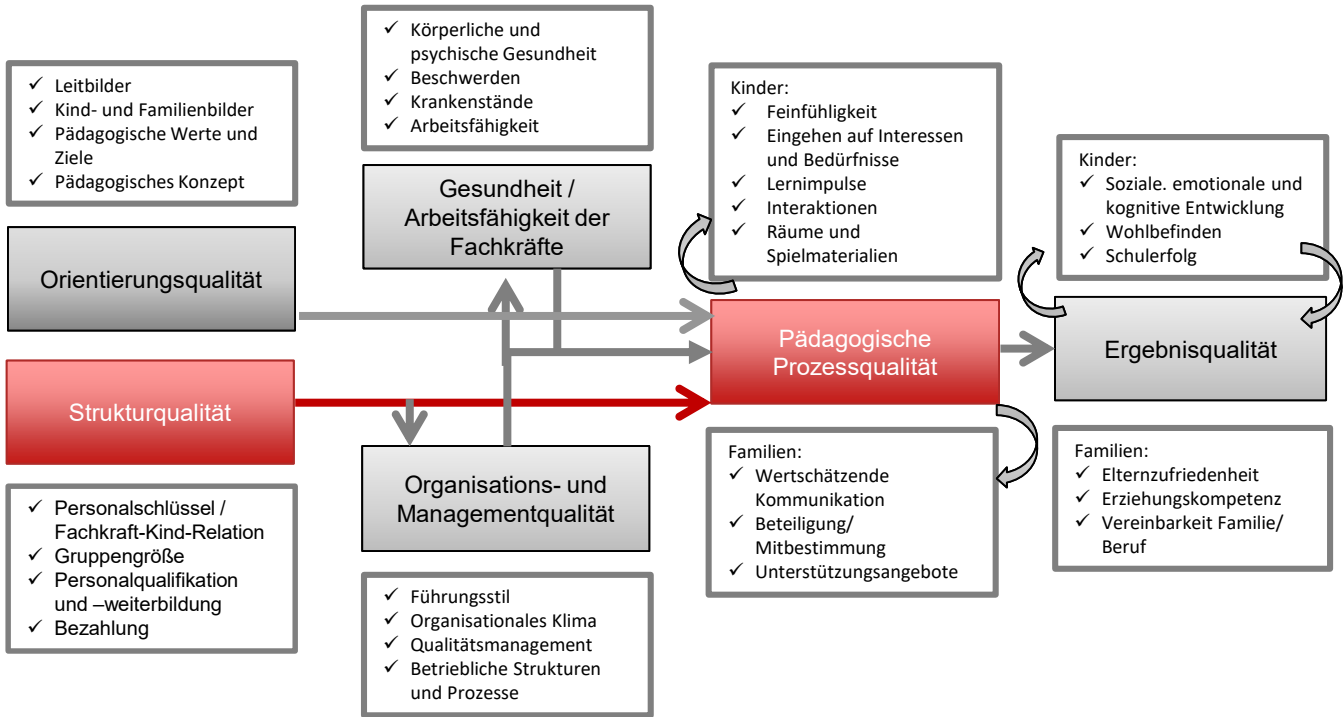 ✓ Leitbilder
✓ Kind- und Familienbilder
✓ Pädagogische Werte und
Ziele
✓ Pädagogisches Konzept
Orientierungsqualität
Strukturqualität
✓ Personalschlüssel /
Fachkraft-Kind-Relation
✓ Gruppengröße
✓ Personalqualifikation
und –weiterbildung
✓ Bezahlung
✓ Körperliche und
psychische Gesundheit
✓ Beschwerden
✓ Krankenstände
✓ Arbeitsfähigkeit
Gesundheit /
Arbeitsfähigkeit der
Fachkräfte
Organisations- und
Managementqualität
✓ Führungsstil
✓ Organisationales Klima
✓ Qualitätsmanagement
✓ Betriebliche Strukturen
und Prozesse
Kinder:
✓ Feinfühligkeit
✓ Eingehen auf Interessen
und Bedürfnisse
✓ Lernimpulse
✓ Interaktionen
✓ Räume und
Spielmaterialien
Pädagogische
Prozessqualität
Familien:
✓ Wertschätzende
Kommunikation
✓ Beteiligung/
Mitbestimmung
✓ Unterstützungsangebote
Kinder:
✓ Soziale. emotionale und
kognitive Entwicklung
✓ Wohlbefinden
✓ Schulerfolg
Ergebnisqualität
Familien:
✓ Elternzufriedenheit
✓ Erziehungskompetenz
✓ Vereinbarkeit Familie/
Beruf